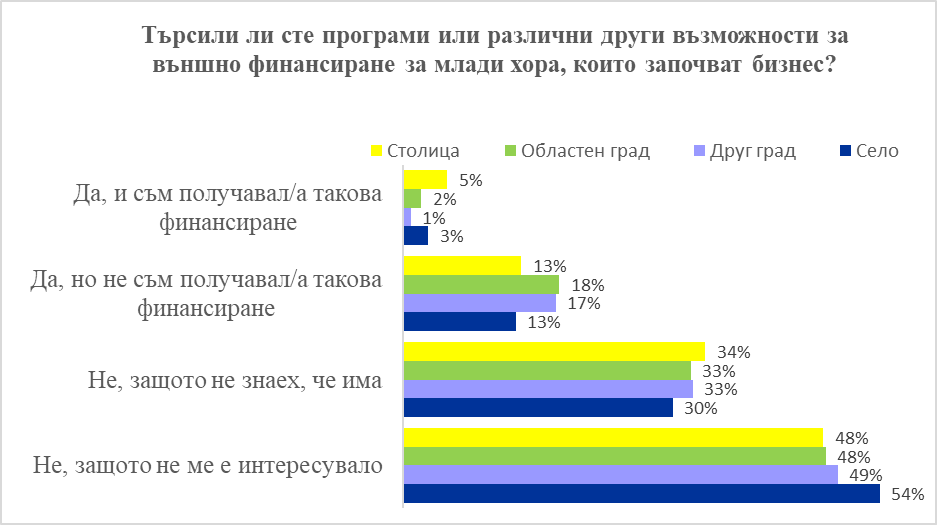 Търсили ли сте програми или различни други възможности за
външно финансиране за млади хора, които започват бизнес?
Столица Областен град Друг град Село
Да, и съм получавал/а такова
финансиране
5%
2%
1%
3%
Да, но не съм получавал/а такова
финансиране
13%
18%
17%
13%
Не, защото не знаех, че има
34%
33%
33%
30%
Не, защото не ме е интересувало
48%
48%
49%
54%